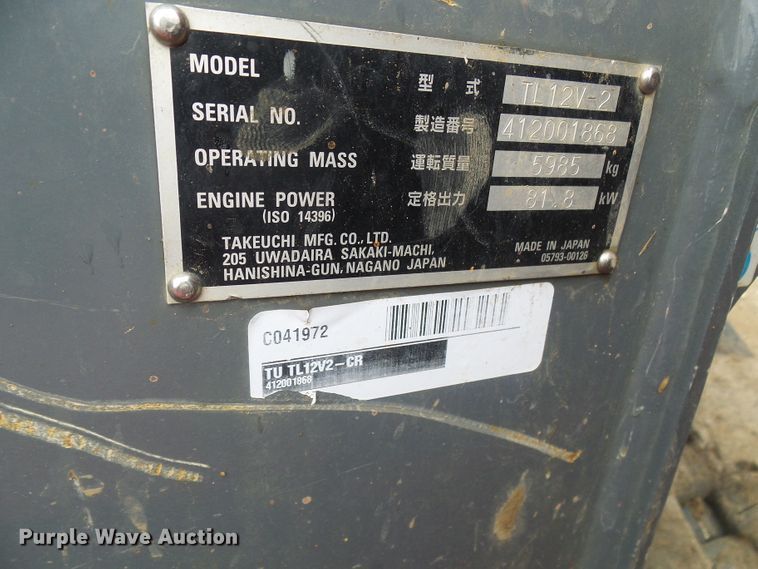 MODEL 型式 TL12V-2
SERIAL NO. 製造番号 412001868
OPERATING MASS 運転質量 5985 kg
ENGINE POWER 定格出力 81.8 kW
(ISO 14396)
TAKEUCHI MFG. CO., LTD.
205 UWADAIRA SAKAKI-MACHI,
HANISHINA-GUN, NAGANO JAPAN
MADE IN JAPAN
05793-00126
C041972
TU TL12V2-CR
412001868
Purple Wave Auction